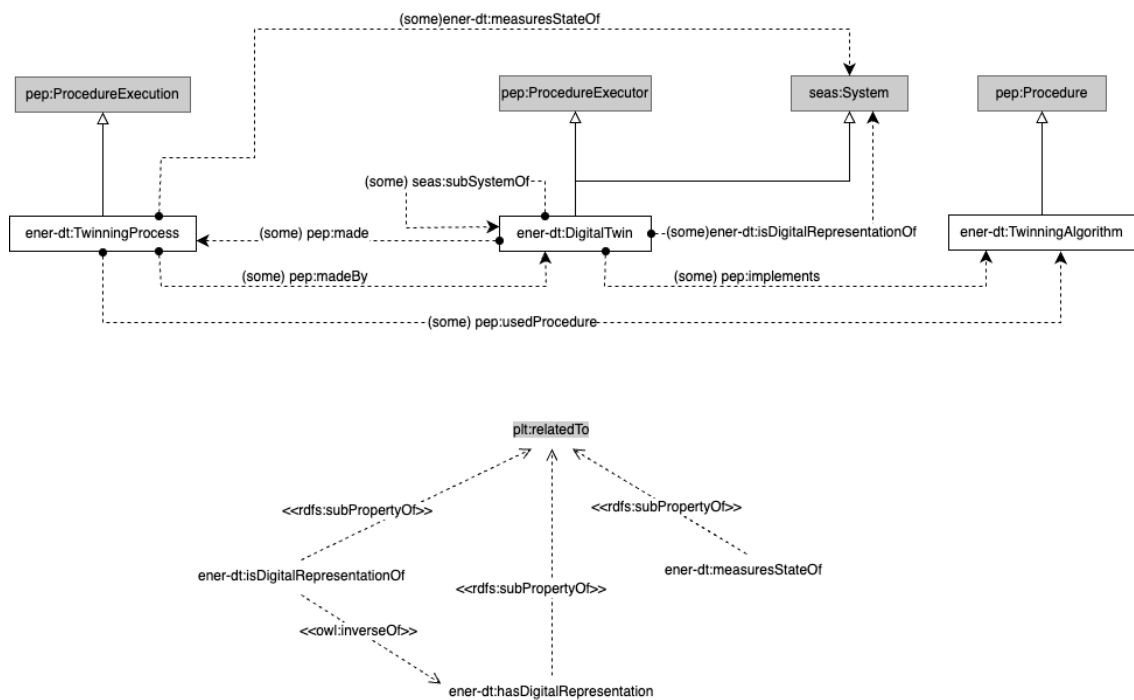 (some)ener-dt:measuresStateOf
pep:ProcedureExecution
pep:ProcedureExecutor
seas:System
pep:Procedure
(some) seas:subSystemOf
ener-dt:TwinningProcess
(some) pep:made
ener-dt:DigitalTwin
(some)ener-dt:isDigitalRepresentationOf
ener-dt:TwinningAlgorithm
(some) pep:madeBy
(some) pep:implements
(some) pep:usedProcedure
plt:relatedTo
<<rdfs:subPropertyOf>>
<<rdfs:subPropertyOf>>
ener-dt:isDigitalRepresentationOf
ener-dt:measuresStateOf
<<rdfs:subPropertyOf>>
<<owl:inverseOf>>
ener-dt:hasDigitalRepresentation